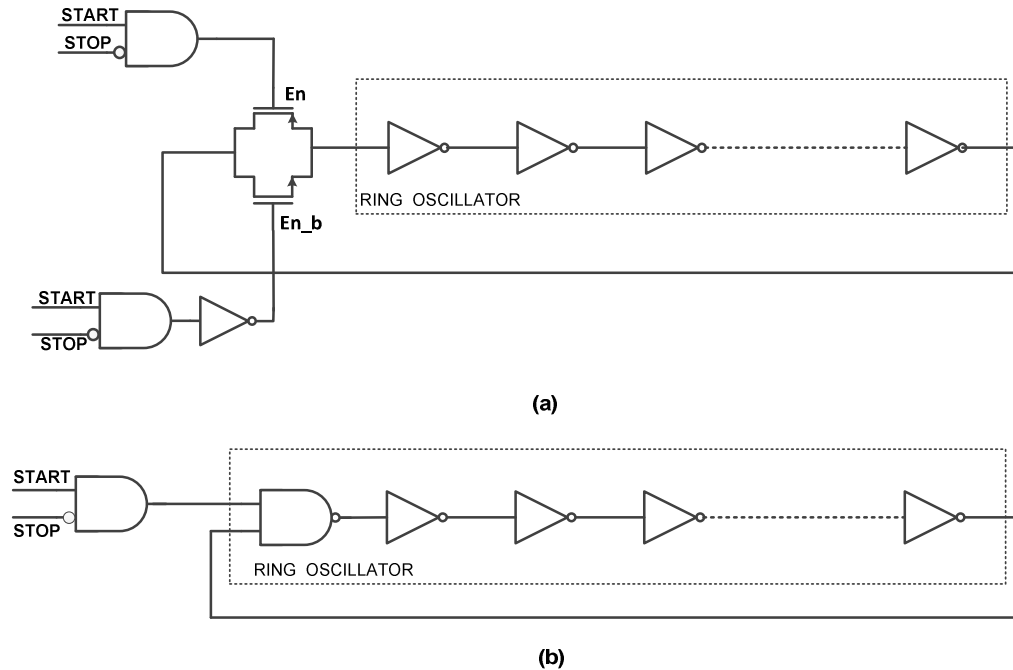 START
STOP
En
RING OSCILLATOR
En_b
START
STOP
(a)
START
STOP
RING OSCILLATOR
(b)